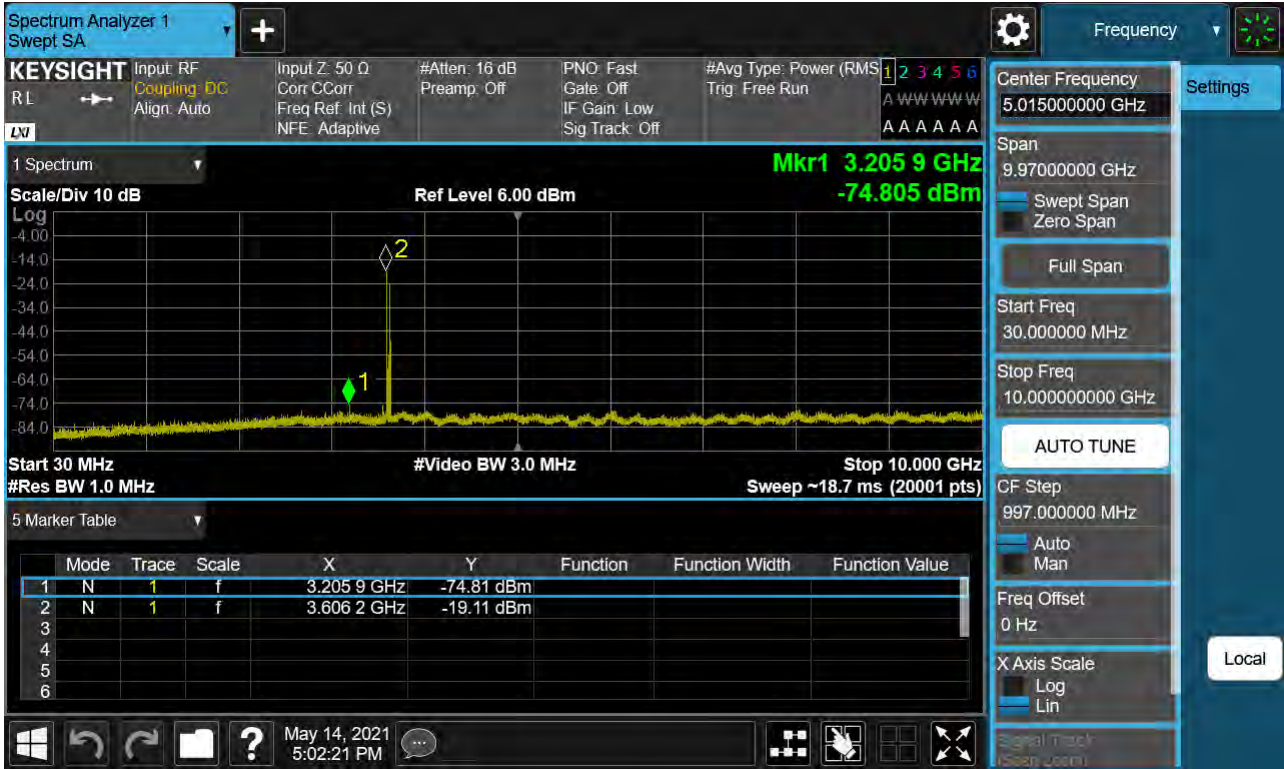 Spectrum Analyzer 1
Swept SA
Frequency
KEYSIGHT
Input: RF
Coupling: DC
Align: Auto
Input Z: 50 Ω
Corr CCorr
Freq Ref: Int (S)
NFE: Adaptive
#Atten: 16 dB
Preamp: Off
PNO: Fast
Gate: Off
IF Gain: Low
Sig Track: Off
#Avg Type: Power (RMS
Trig: Free Run
1 2 3 4 5 6
A W W W W W
A A A A A A
R L
LXI
Center Frequency
5.015000000 GHz
Settings
1 Spectrum
Mkr1 3.205 9 GHz
-74.805 dBm
Scale/Div 10 dB
Ref Level 6.00 dBm
Log
-4.00
-14.0
-24.0
-34.0
-44.0
-54.0
-64.0
-74.0
-84.0
2
1
Start 30 MHz
#Video BW 3.0 MHz
Stop 10.000 GHz
#Res BW 1.0 MHz
Sweep ~18.7 ms (20001 pts)
Span
9.97000000 GHz
Swept Span
Zero Span
Full Span
Start Freq
30.000000 MHz
Stop Freq
10.000000000 GHz
AUTO TUNE
CF Step
997.000000 MHz
Auto
Man
Freq Offset
0 Hz
X Axis Scale
Log
Lin
Signal Track
(Span Zoom)
Local
5 Marker Table
Mode Trace Scale X Y Function Function Width Function Value
1 N 1 f 3.205 9 GHz -74.81 dBm
2 N 1 f 3.606 2 GHz -19.11 dBm
3
4
5
6
?
May 14, 2021
5:02:21 PM